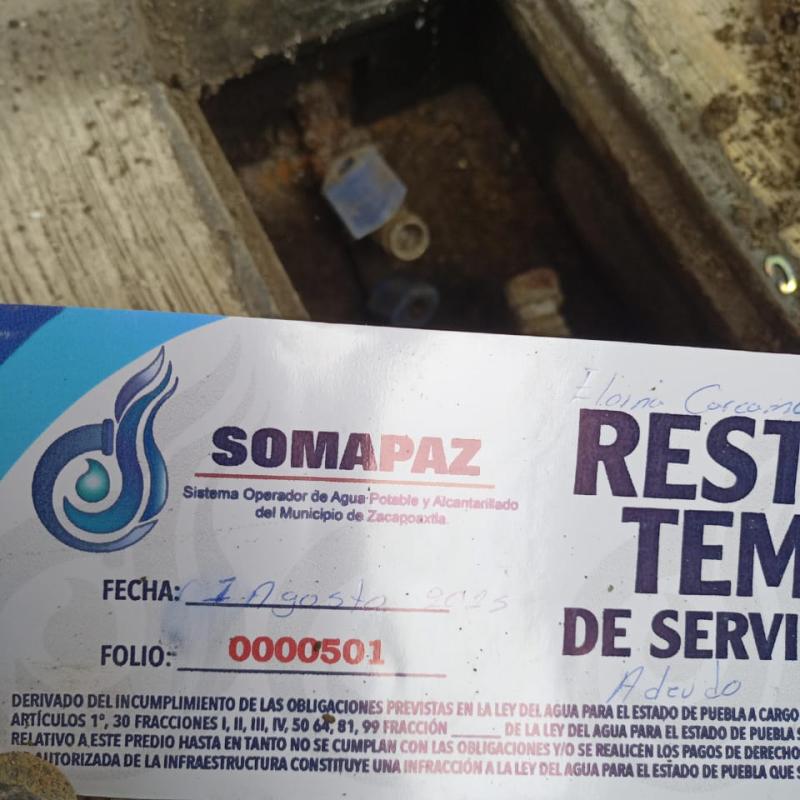 Eloina Carcamo
SOMAPAZ
Sistema Operador de Agua Potable y Alcantarillado
del Municipio de Zacapoaxtla.
REST
TEM
DE SERVI
FECHA: 1 Agosto 2025
FOLIO: 0000501
Adeudo
DERIVADO DEL INCUMPLIMIENTO DE LAS OBLIGACIONES PREVISTAS EN LA LEY DEL AGUA PARA EL ESTADO DE PUEBLA A CARGO
ARTÍCULOS 1°, 30 FRACCIONES I, II, III, IV, 50 64, 81, 99 FRACCIÓN ______ DE LA LEY DEL AGUA PARA EL ESTADO DE PUEBLA S
RELATIVO A ESTE PREDIO HASTA EN TANTO NO SE CUMPLAN CON LAS OBLIGACIONES Y/O SE REALICEN LOS PAGOS DE DERECHO
AUTORIZADA DE LA INFRAESTRUCTURA CONSTITUYE UNA INFRACCIÓN A LA LEY DEL AGUA PARA EL ESTADO DE PUEBLA QUE S